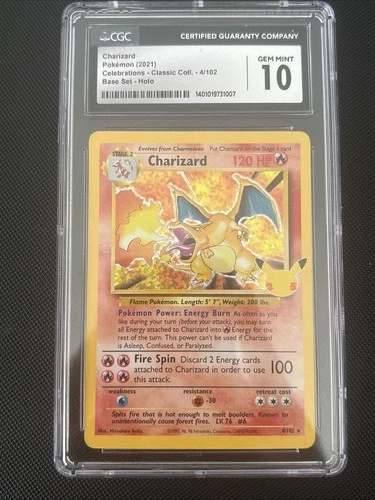 CGC CERTIFIED GUARANTY COMPANY
Charizard
Pokémon (2021)
Celebrations - Classic Coll. - 4/102
Base Set - Holo
GEM MINT
10
1401019731007
Evolves from Charmeleon Put Charizard on the Stage 1 card
STAGE 2
Charizard 120 HP
Flame Pokémon. Length: 5' 7", Weight: 200 lbs.
Pokémon Power: Energy Burn As often as you
like during your turn (before your attack), you may turn
all Energy attached to Charizard into Energy for the
rest of the turn. This power can't be used if Charizard
is Asleep, Confused, or Paralyzed.
Fire Spin Discard 2 Energy cards
attached to Charizard in order to use
this attack.
100
weakness resistance retreat cost
-30
Spits fire that is hot enough to melt boulders. Known to
unintentionally cause forest fires. LV. 76 #6
Illus. Mitsuhiro Arita
4/102